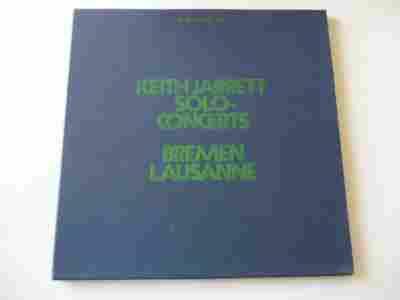 KEITH JARRETT
SOLO-
CONCERTS
BREMEN
LAUSANNE